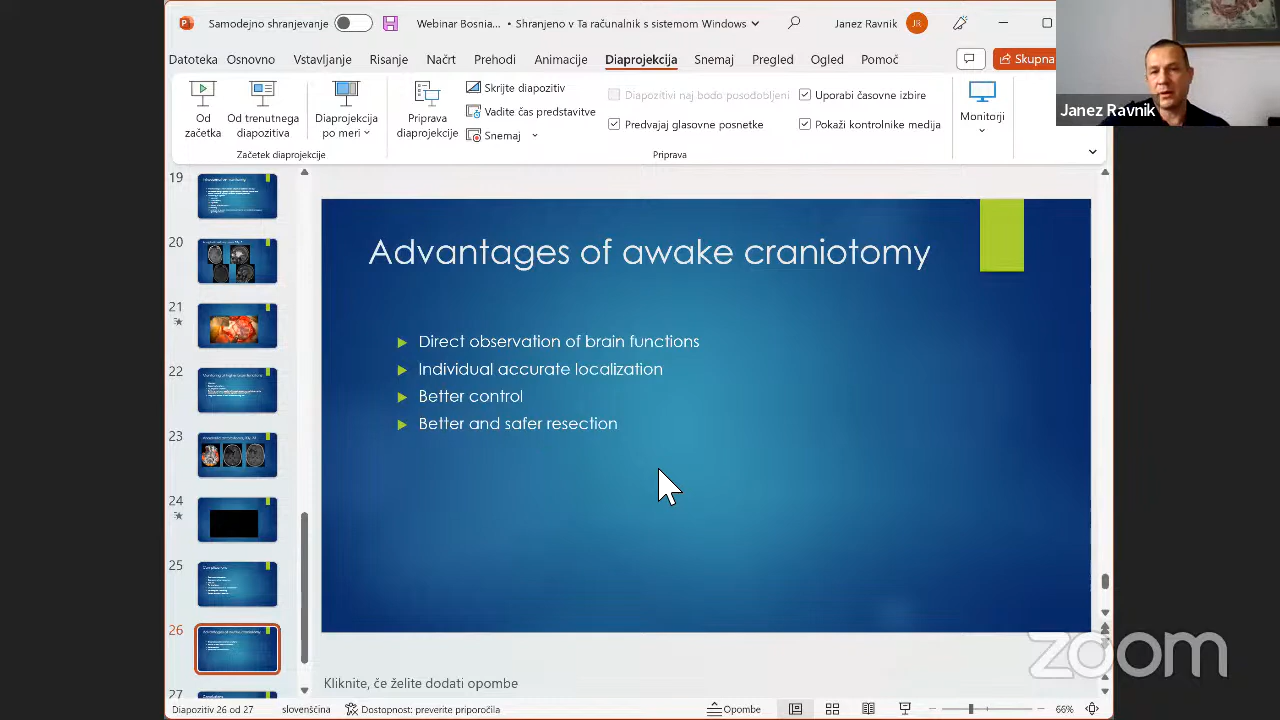 Samodejno shranjevanje
Webinar Bosnia... • Shranjeno v Ta računalnik s sistemom Windows
Janez Ravnik
JR
Datoteka Osnovno Vstavljanje Risanje Načrt Prehodi Animacije Diaprojekcija Snemaj Pregled Ogled Pomoč
Skupna
Od začetka
Od trenutnega diapozitiva
Diaprojekcija po meri
Skrijte diapozitiv
Vadite čas predstavitve
Snemaj
Diapozitivi naj bodo posodobljeni
Predvajaj glasovne posnetke
Uporabi časovne izbire
Pokaži kontrolnike medija
Monitorji
Začetek diaprojekcije
Priprava
Janez Ravnik
19
20
21
22
23
24
25
26
27
Advantages of awake craniotomy
Direct observation of brain functions
Individual accurate localization
Better control
Better and safer resection
Kliknite, če želite dodati opombe
zoom
Diapozitiv 26 od 27
slovenščina
Dostopnost: preverite priporočila
Opombe
66%